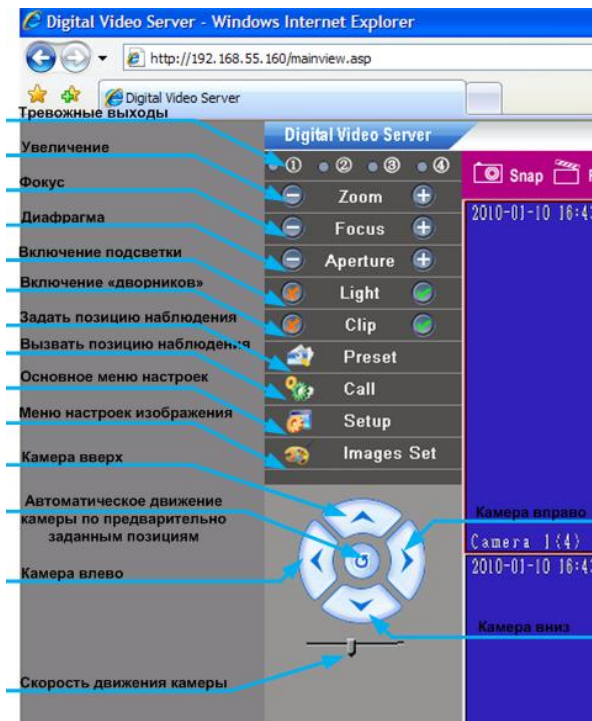 Digital Video Server - Windows Internet Explorer
http://192.168.55.160/mainview.asp
Digital Video Server
Тревожные выходы
Digital Video Server
① ② ③ ④
Snap
Увеличение
Zoom
Фокус
2010-01-10 16:43
Focus
Диафрагма
Aperture
Включение подсветки
Light
Включение «дворников»
Clip
Задать позицию наблюдения
Preset
Вызвать позицию наблюдения
Call
Основное меню настроек
Setup
Меню настроек изображения
Images Set
Камера вверх
Автоматическое движение
камеры по предварительно
заданным позициям
Камера вправо
Camera 1(4)
2010-01-10 16:43
Камера влево
Камера вниз
Скорость движения камеры